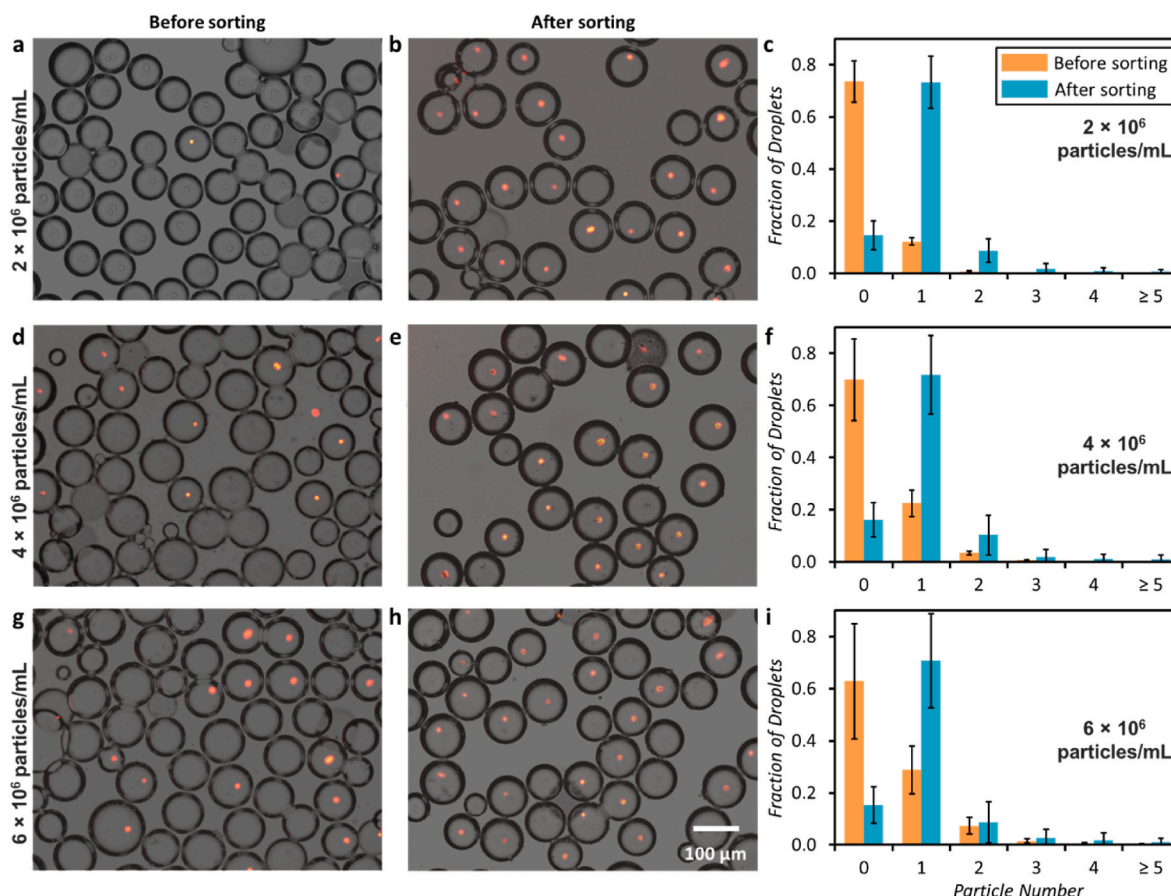 Before sorting
After sorting
a
b
c
2 × 10⁶ particles/mL
Fraction of Droplets
0.8
0.6
0.4
0.2
0.0
Before sorting
After sorting
2 × 10⁶
particles/mL
0 1 2 3 4 ≥ 5
d
e
f
4 × 10⁶ particles/mL
Fraction of Droplets
0.8
0.6
0.4
0.2
0.0
4 × 10⁶
particles/mL
0 1 2 3 4 ≥ 5
g
h
i
6 × 10⁶ particles/mL
100 μm
Fraction of Droplets
0.8
0.6
0.4
0.2
0.0
6 × 10⁶
particles/mL
0 1 2 3 4 ≥ 5
Particle Number